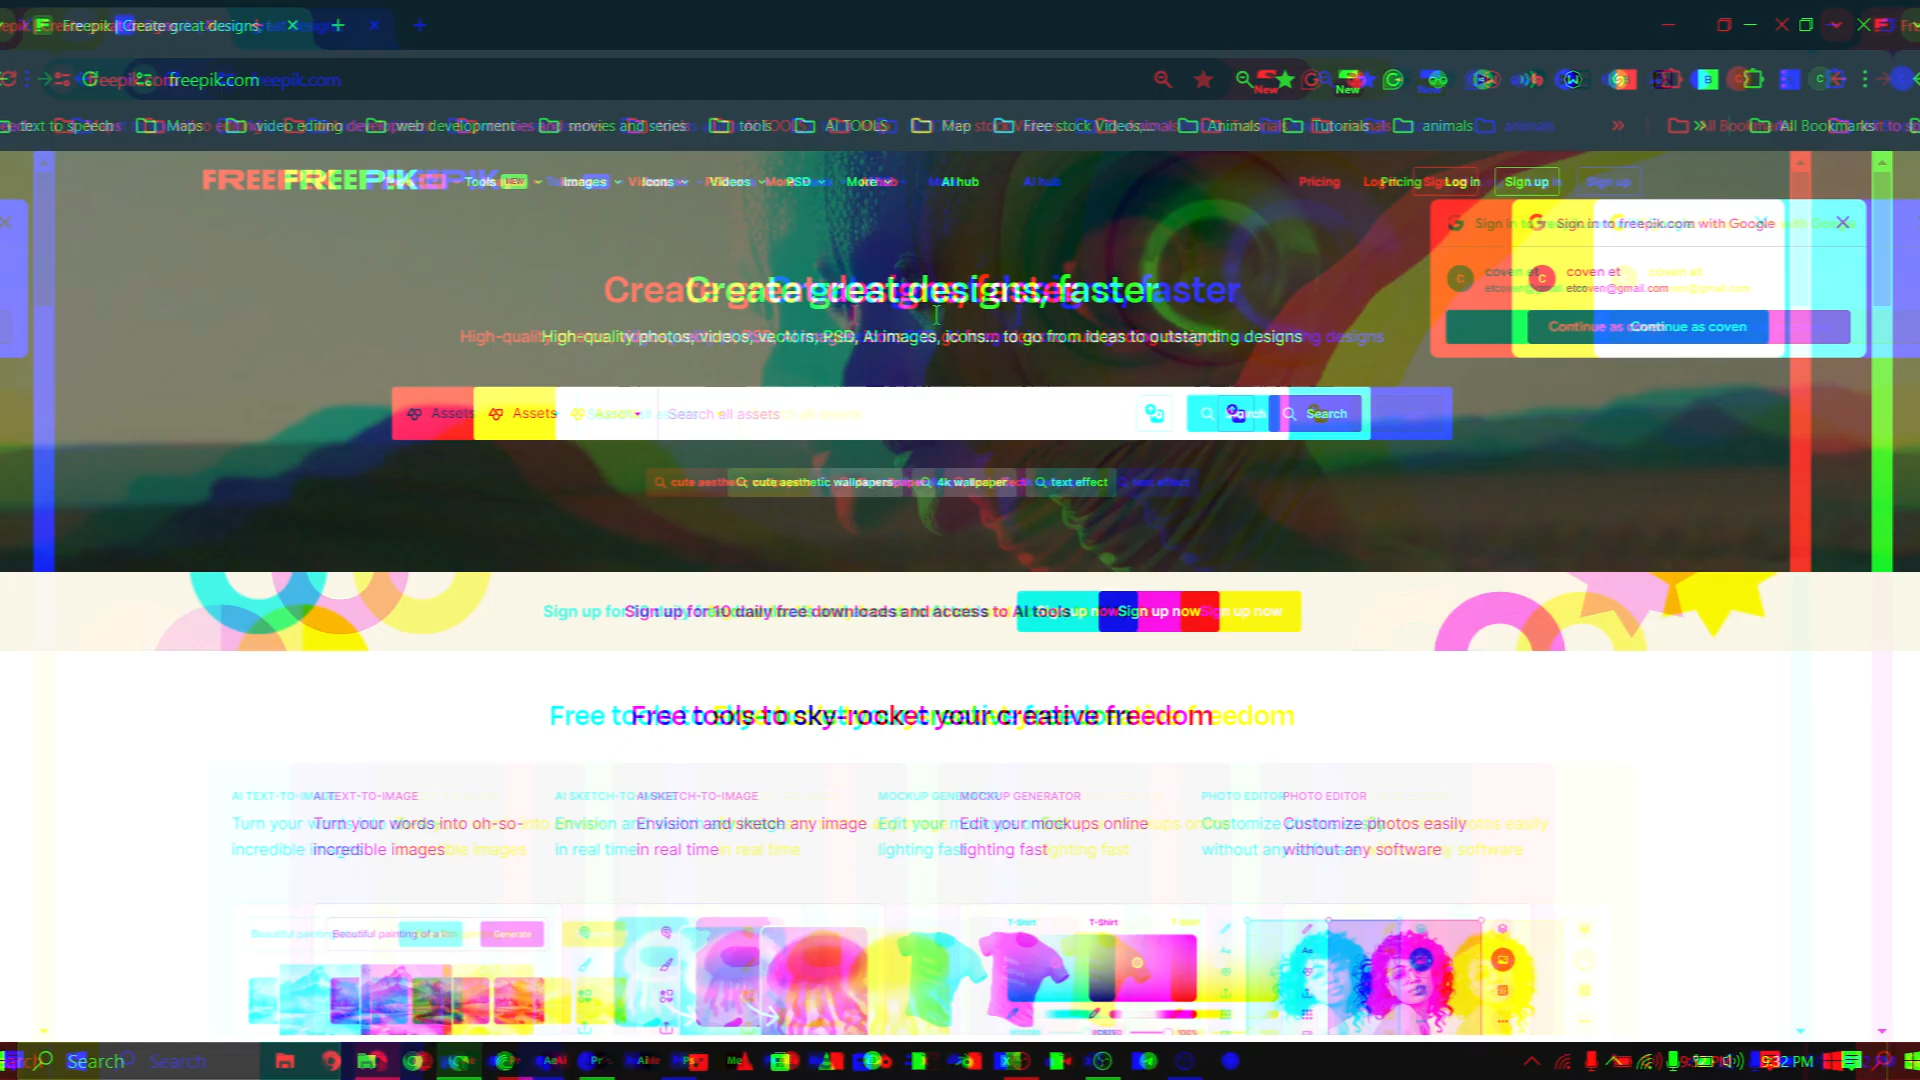 Freepik | Create great designs,
freepik.com
New
text to speech
Maps
video editing
web development
movies and series
tools
AI TOOLS
Map
Free stock Videos,...
Animals
Tutorials
animals
All Bookmarks
FREEPIK
Tools NEW
Images
Icons
Videos
PSD
More
AI hub
Pricing
Log in
Sign up
Sign in to freepik.com with Google
coven et
etcoven@gmail.com
Continue as coven
Create great designs, faster
High-quality photos, videos, vectors, PSD, AI images, icons... to go from ideas to outstanding designs
Assets
Search all assets
Search
cute aesthetic wallpapers
4k wallpaper
text effect
Sign up for 10 daily free downloads and access to AI tools
Sign up now
Free tools to sky-rocket your creative freedom
AI TEXT-TO-IMAGE
Turn your words into oh-so-
incredible images
AI SKETCH-TO-IMAGE
Envision and sketch any image
in real time
MOCKUP GENERATOR
Edit your mockups online
lighting fast
PHOTO EDITOR
Customize photos easily
without any software
Beautiful painting of a
Generate
T-Shirt
100%
Search
9:32 PM